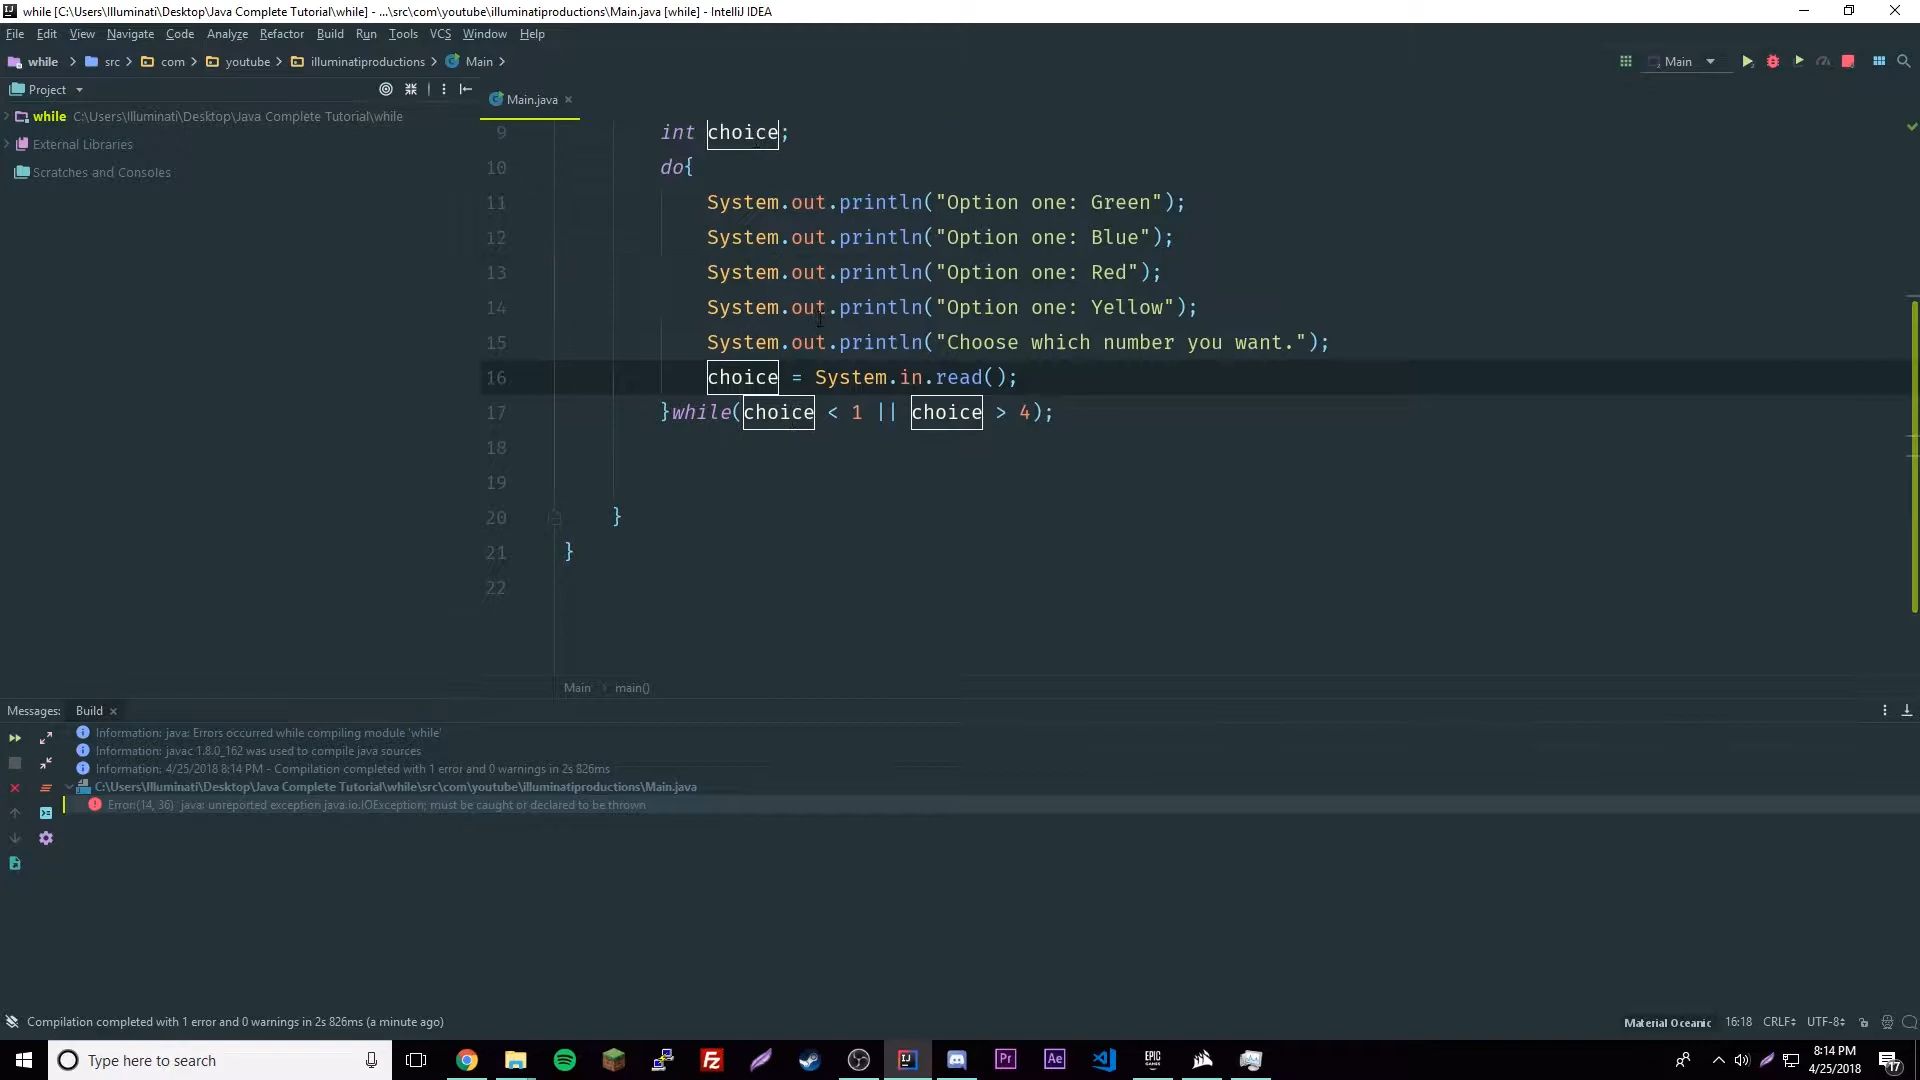 while [C:\Users\Illuminati\Desktop\Java Complete Tutorial\while] - ...\src\com\youtube\illuminatiproductions\Main.java [while] - IntelliJ IDEA
File Edit View Navigate Code Analyze Refactor Build Run Tools VCS Window Help
while src com youtube illuminatiproductions Main
Main
Project
Main.java
while C:\Users\Illuminati\Desktop\Java Complete Tutorial\while
External Libraries
Scratches and Consoles
9 int choice;
10 do{
11 System.out.println("Option one: Green");
12 System.out.println("Option one: Blue");
13 System.out.println("Option one: Red");
14 System.out.println("Option one: Yellow");
15 System.out.println("Choose which number you want.");
16 choice = System.in.read();
17 }while(choice < 1 || choice > 4);
18
19
20 }
21 }
22
Main main()
Messages: Build
Information: java: Errors occurred while compiling module 'while'
Information: javac 1.8.0_162 was used to compile java sources
Information: 4/25/2018 8:14 PM - Compilation completed with 1 error and 0 warnings in 2s 826ms
C:\Users\Illuminati\Desktop\Java Complete Tutorial\while\src\com\youtube\illuminatiproductions\Main.java
Error:(14, 36) java: unreported exception java.io.IOException; must be caught or declared to be thrown
Compilation completed with 1 error and 0 warnings in 2s 826ms (a minute ago)
Material Oceanic 16:18 CRLF UTF-8
Type here to search
8:14 PM
4/25/2018
17